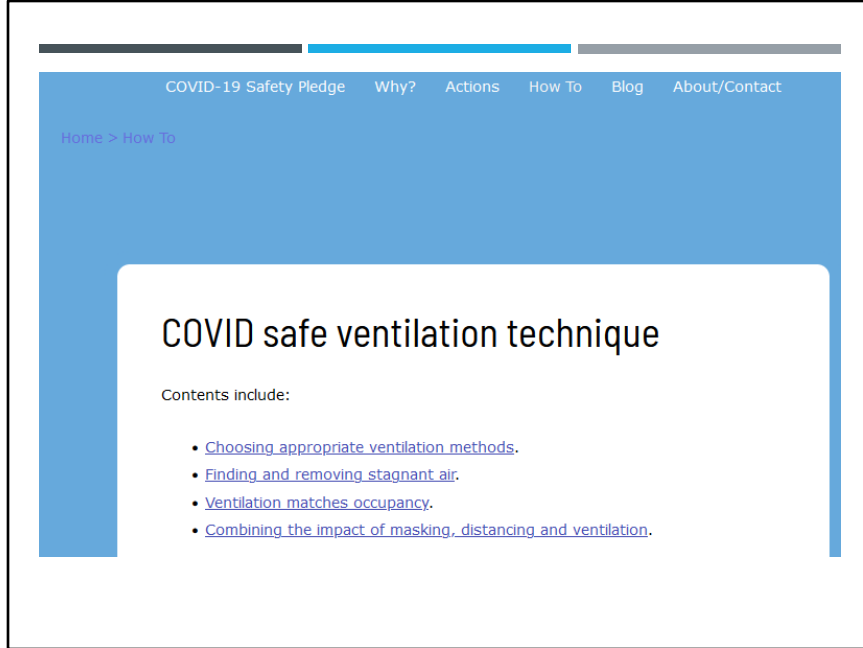 COVID-19 Safety Pledge Why? Actions How To Blog About/Contact
Home > How To
COVID safe ventilation technique
Contents include:
• Choosing appropriate ventilation methods.
• Finding and removing stagnant air.
• Ventilation matches occupancy.
• Combining the impact of masking, distancing and ventilation.